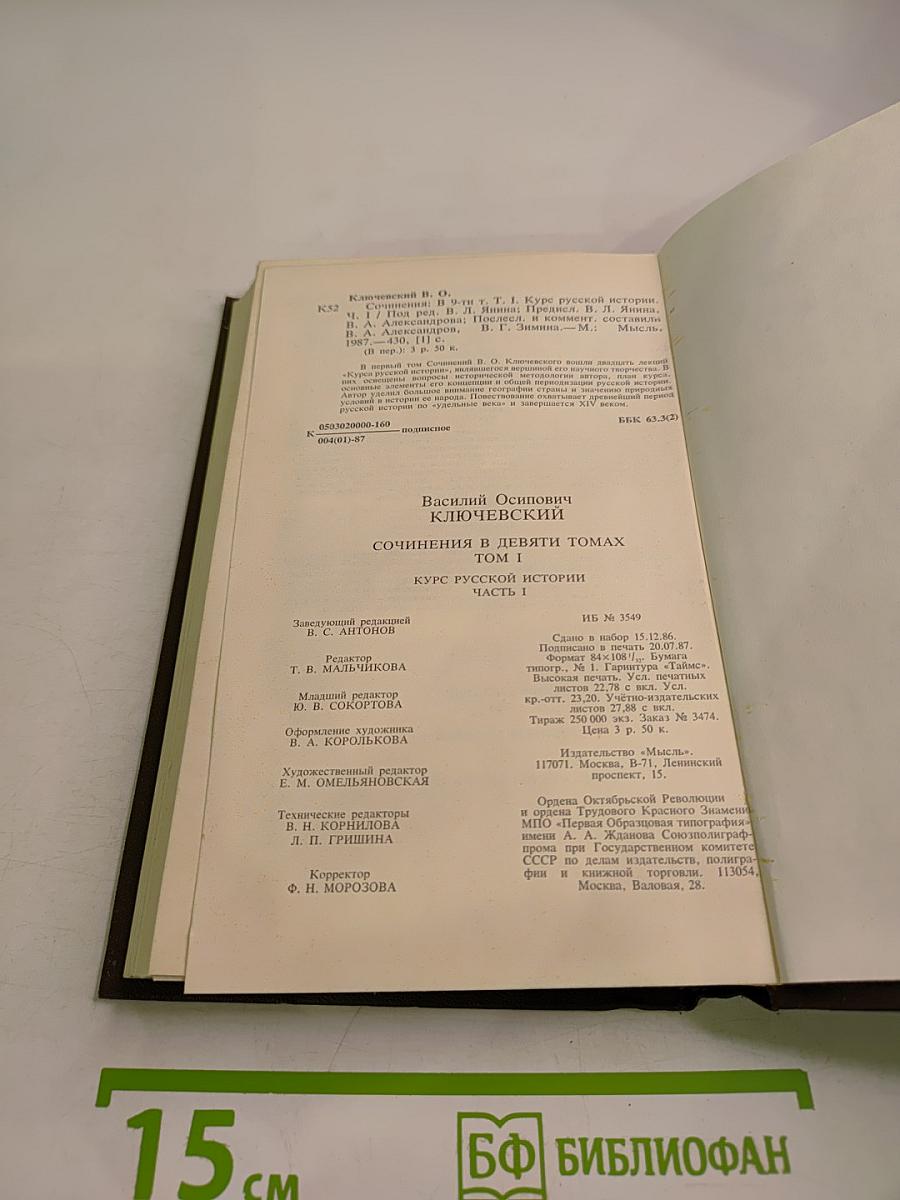 Ключевский В. О.
К52 Сочинения: В 9-ти т. Т. I. Курс русской истории.
Ч. I / Под ред. В. Л. Янина; Предисл. В. Л. Янина,
В. А. Александрова; Послесл. и коммент. составили
В. А. Александров, В. Г. Зимина.— М.: Мысль,
1987.— 430, [1] с.
(В пер.): 3 р. 50 к.
В первый том Сочинений В. О. Ключевского вошли двадцать лекций
«Курса русской истории», являвшегося вершиной его научного творчества. В
них освещены вопросы исторической методологии автора, план курса,
основные элементы его концепции и общей периодизации русской истории.
Автор уделил большое внимание географии страны и значению природных
условий в истории ее народа. Повествование охватывает древнейший период
русской истории по «удельные века» и завершается XIV веком.
К 0503020000-160 подписное
004(01)-87
ББК 63.3(2)
Василий Осипович
КЛЮЧЕВСКИЙ
СОЧИНЕНИЯ В ДЕВЯТИ ТОМАХ
ТОМ I
КУРС РУССКОЙ ИСТОРИИ
ЧАСТЬ I
Заведующий редакцией
В. С. АНТОНОВ
Редактор
Т. В. МАЛЬЧИКОВА
Младший редактор
Ю. В. СОКОРТОВА
Оформление художника
В. А. КОРОЛЬКОВА
Художественный редактор
Е. М. ОМЕЛЬЯНОВСКАЯ
Технические редакторы
В. Н. КОРНИЛОВА
Л. П. ГРИШИНА
Корректор
Ф. Н. МОРОЗОВА
ИБ № 3549
Сдано в набор 15.12.86.
Подписано в печать 20.07.87.
Формат 84×108 1/32. Бумага
типогр., № 1. Гарнитура «Таймс».
Высокая печать. Усл. печатных
листов 22,78 с вкл. Усл.
кр.-отт. 23,20. Учётно-издательских
листов 27,88 с вкл.
Тираж 250 000 экз. Заказ № 3474.
Цена 3 р. 50 к.
Издательство «Мысль».
117071. Москва, В-71, Ленинский
проспект, 15.
Ордена Октябрьской Революции
и ордена Трудового Красного Знамени
МПО «Первая Образцовая типография»
имени А. А. Жданова Союзполиграф-
прома при Государственном комитете
СССР по делам издательств, полигра-
фии и книжной торговли. 113054,
Москва, Валовая, 28.
15 см
БФ БИБЛИОФАН